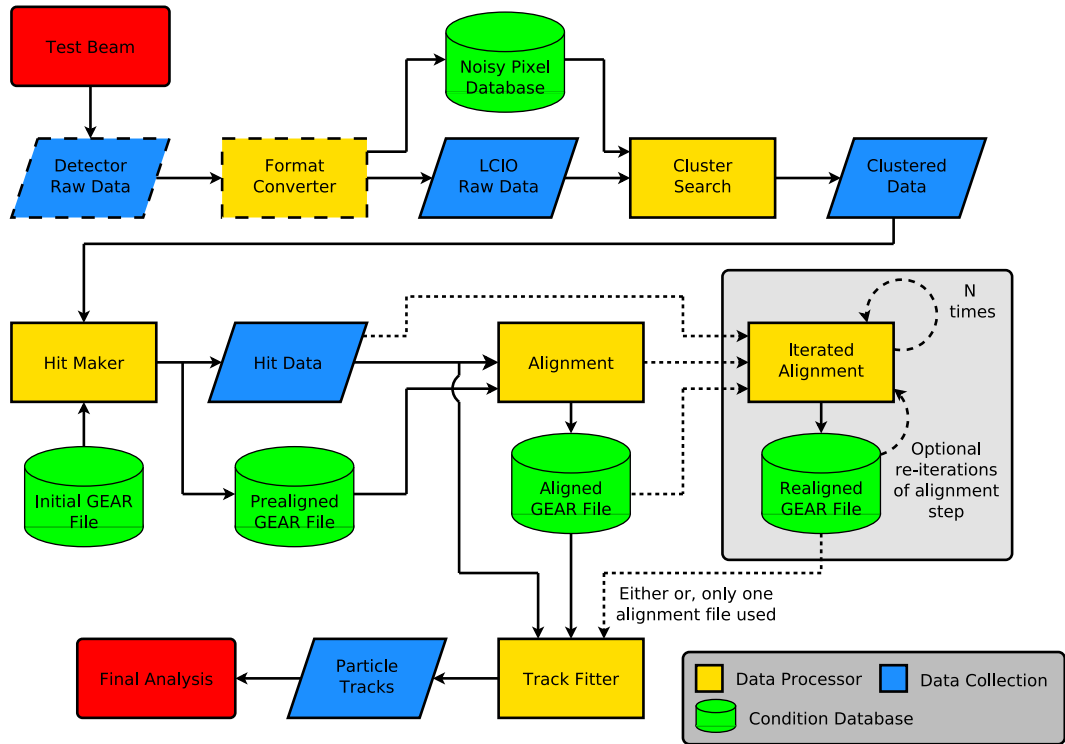 Test Beam
Noisy Pixel
Database
Detector
Raw Data
Format
Converter
LCIO
Raw Data
Cluster
Search
Clustered
Data
N
times
Hit Maker
Hit Data
Alignment
Iterated
Alignment
Initial GEAR
File
Prealigned
GEAR File
Aligned
GEAR File
Realigned
GEAR File
Optional
re-iterations
of alignment
step
Either or, only one
alignment file used
Final Analysis
Particle
Tracks
Track Fitter
Data Processor
Data Collection
Condition Database